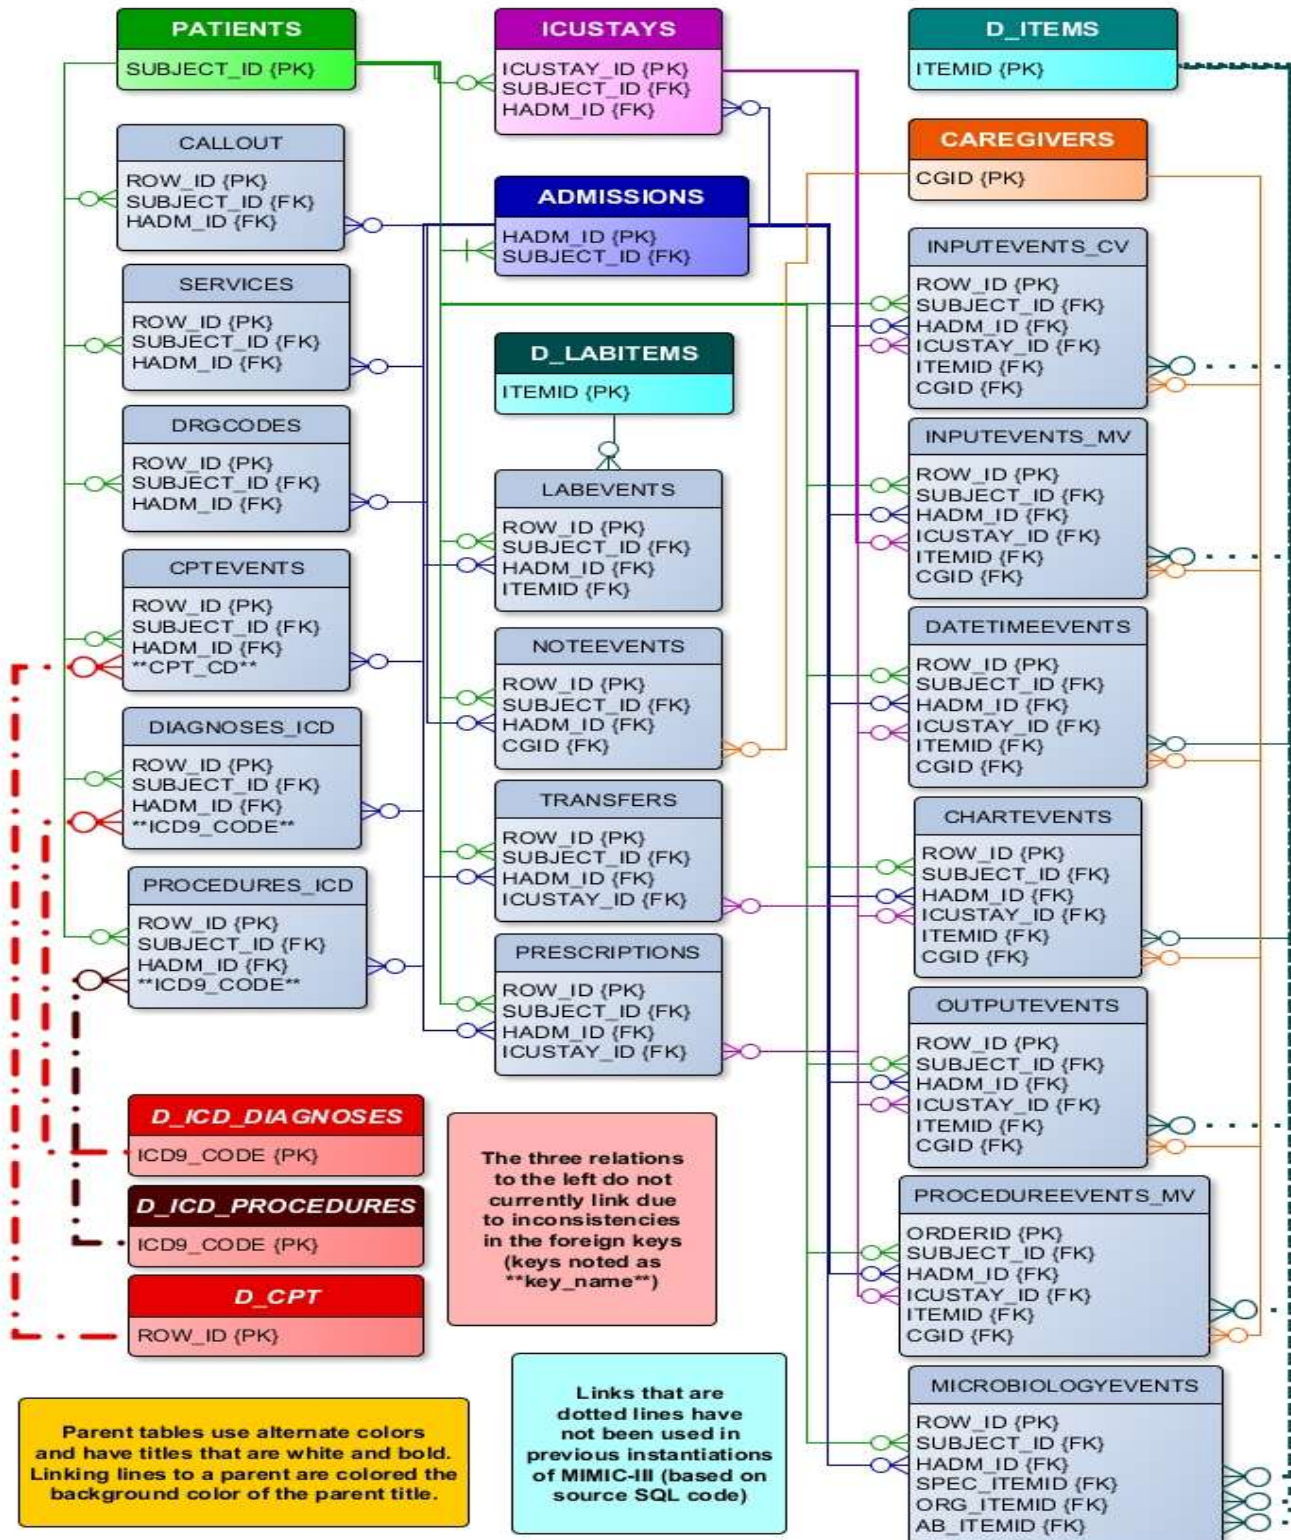 PATIENTS
SUBJECT_ID {PK}
CALLOUT
ROW_ID {PK}
SUBJECT_ID {FK}
HADM_ID {FK}
SERVICES
ROW_ID {PK}
SUBJECT_ID {FK}
HADM_ID {FK}
DRGCODES
ROW_ID {PK}
SUBJECT_ID {FK}
HADM_ID {FK}
CPTEVENTS
ROW_ID {PK}
SUBJECT_ID {FK}
HADM_ID {FK}
**CPT_CD**
DIAGNOSES_ICD
ROW_ID {PK}
SUBJECT_ID {FK}
HADM_ID {FK}
**ICD9_CODE**
PROCEDURES_ICD
ROW_ID {PK}
SUBJECT_ID {FK}
HADM_ID {FK}
**ICD9_CODE**
D_ICD_DIAGNOSES
ICD9_CODE {PK}
D_ICD_PROCEDURES
ICD9_CODE {PK}
D_CPT
ROW_ID {PK}
Parent tables use alternate colors
and have titles that are white and bold.
Linking lines to a parent are colored the
background color of the parent title.
ICUSTAYS
ICUSTAY_ID {PK}
SUBJECT_ID {FK}
HADM_ID {FK}
ADMISSIONS
HADM_ID {PK}
SUBJECT_ID {FK}
D_LABITEMS
ITEMID {PK}
LABEVENTS
ROW_ID {PK}
SUBJECT_ID {FK}
HADM_ID {FK}
ITEMID {FK}
NOTEEVENTS
ROW_ID {PK}
SUBJECT_ID {FK}
HADM_ID {FK}
CGID {FK}
TRANSFERS
ROW_ID {PK}
SUBJECT_ID {FK}
HADM_ID {FK}
ICUSTAY_ID {FK}
PRESCRIPTIONS
ROW_ID {PK}
SUBJECT_ID {FK}
HADM_ID {FK}
ICUSTAY_ID {FK}
The three relations
to the left do not
currently link due
to inconsistencies
in the foreign keys
(keys noted as
**key_name**)
Links that are
dotted lines have
not been used in
previous instantiations
of MIMIC-III (based on
source SQL code)
D_ITEMS
ITEMID {PK}
CAREGIVERS
CGID {PK}
INPUTEVENTS_CV
ROW_ID {PK}
SUBJECT_ID {FK}
HADM_ID {FK}
ICUSTAY_ID {FK}
ITEMID {FK}
CGID {FK}
INPUTEVENTS_MV
ROW_ID {PK}
SUBJECT_ID {FK}
HADM_ID {FK}
ICUSTAY_ID {FK}
ITEMID {FK}
CGID {FK}
DATETIMEEVENTS
ROW_ID {PK}
SUBJECT_ID {FK}
HADM_ID {FK}
ICUSTAY_ID {FK}
ITEMID {FK}
CGID {FK}
CHARTEVENTS
ROW_ID {PK}
SUBJECT_ID {FK}
HADM_ID {FK}
ICUSTAY_ID {FK}
ITEMID {FK}
CGID {FK}
OUTPUTEVENTS
ROW_ID {PK}
SUBJECT_ID {FK}
HADM_ID {FK}
ICUSTAY_ID {FK}
ITEMID {FK}
CGID {FK}
PROCEDUREEVENTS_MV
ORDERID {PK}
SUBJECT_ID {FK}
HADM_ID {FK}
ICUSTAY_ID {FK}
ITEMID {FK}
CGID {FK}
MICROBIOLOGYEVENTS
ROW_ID {PK}
SUBJECT_ID {FK}
HADM_ID {FK}
SPEC_ITEMID {FK}
ORG_ITEMID {FK}
AB_ITEMID {FK}